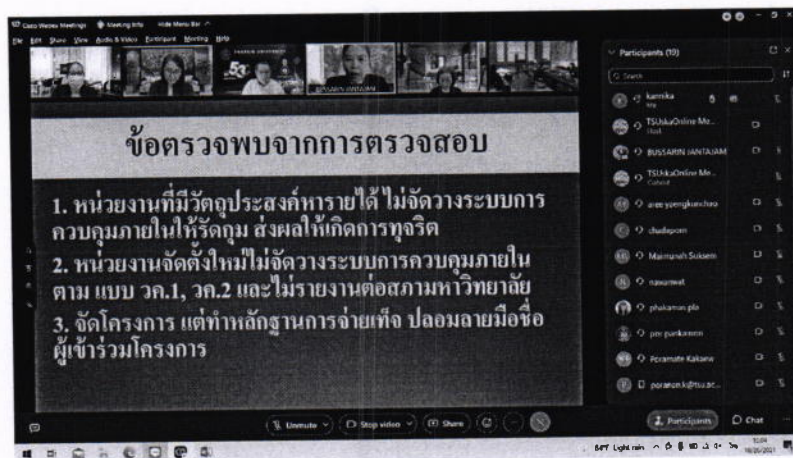 Cisco Webex Meetings Meeting Info Hide Menu Bar
File Edit Share View Audio & Video Participant Meeting Help
BUSSARIN JANTAJAM
ข้อตรวจพบจากการตรวจสอบ
1. หน่วยงานที่มีวัตถุประสงค์หารายได้ ไม่จัดวางระบบการ
ควบคุมภายในให้รัดกุม ส่งผลให้เกิดการทุจริต
2. หน่วยงานจัดตั้งใหม่ไม่จัดวางระบบการควบคุมภายใน
ตาม แบบ วค.1, วค.2 และไม่รายงานต่อสภามหาวิทยาลัย
3. จัดโครงการ แต่ทำหลักฐานการจ่ายเท็จ ปลอมลายมือชื่อ
ผู้เข้าร่วมโครงการ
Participants (19)
Search
kannika
Me
TSUskaOnline Me...
Host
BUSSARIN JANTAJAM
TSUskaOnline Me...
Cohost
chadaporn
Maimunah Suksem
nawanwat
phakamas.pla
Poramate Kakaew
Unmute
Stop video
Share
Participants
Chat
Light rain